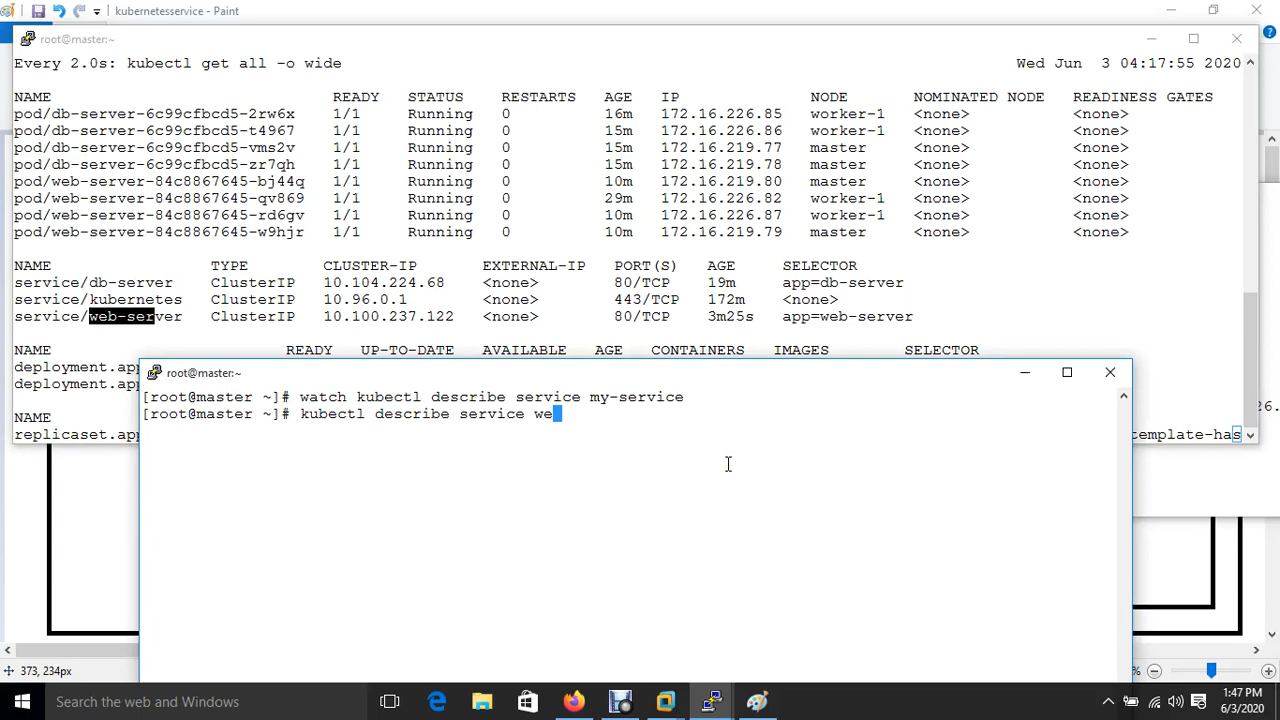 kubernetesservice - Paint
root@master:~
Every 2.0s: kubectl get all -o wide Wed Jun 3 04:17:55 2020
NAME READY STATUS RESTARTS AGE IP NODE NOMINATED NODE READINESS GATES
pod/db-server-6c99cfbcd5-2rw6x 1/1 Running 0 16m 172.16.226.85 worker-1 <none> <none>
pod/db-server-6c99cfbcd5-t4967 1/1 Running 0 15m 172.16.226.86 worker-1 <none> <none>
pod/db-server-6c99cfbcd5-vms2v 1/1 Running 0 15m 172.16.219.77 master <none> <none>
pod/db-server-6c99cfbcd5-zr7qh 1/1 Running 0 15m 172.16.219.78 master <none> <none>
pod/web-server-84c8867645-bj44q 1/1 Running 0 10m 172.16.219.80 master <none> <none>
pod/web-server-84c8867645-qv869 1/1 Running 0 29m 172.16.226.82 worker-1 <none> <none>
pod/web-server-84c8867645-rd6gv 1/1 Running 0 10m 172.16.226.87 worker-1 <none> <none>
pod/web-server-84c8867645-w9hjr 1/1 Running 0 10m 172.16.219.79 master <none> <none>
NAME TYPE CLUSTER-IP EXTERNAL-IP PORT(S) AGE SELECTOR
service/db-server ClusterIP 10.104.224.68 <none> 80/TCP 19m app=db-server
service/kubernetes ClusterIP 10.96.0.1 <none> 443/TCP 172m <none>
service/web-server ClusterIP 10.100.237.122 <none> 80/TCP 3m25s app=web-server
NAME READY UP-TO-DATE AVAILABLE AGE CONTAINERS IMAGES SELECTOR
deployment.app
deployment.app
NAME
replicaset.app template-has
26.
root@master:~
[root@master ~]# watch kubectl describe service my-service
[root@master ~]# kubectl describe service we
373, 234px %
Search the web and Windows
1:47 PM
6/3/2020